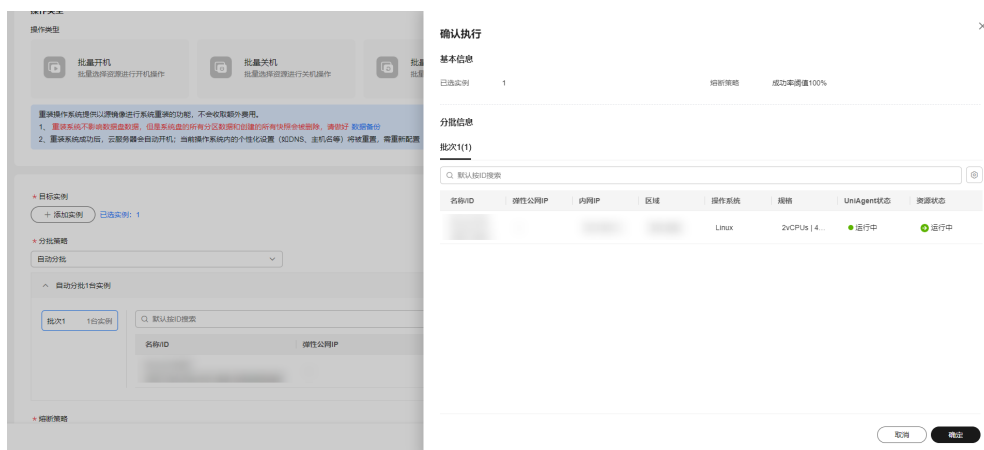 操作类型
操作类型
批量开机
批量选择资源进行开机操作
批量关机
批量选择资源进行关机操作
重装操作系统提供以源镜像进行系统重装的功能，不会收取额外费用。
1、 重装系统不影响数据盘数据，但是系统盘的所有分区数据和创建的所有快照会被删除，请做好 数据备份
2、重装系统成功后，云服务器会自动开机；当前操作系统内的个性化设置（如DNS、主机名等）将被重置，需重新配置
* 目标实例
+ 添加实例 已选实例：1
* 分批策略
自动分批
自动分批1台实例
批次1 1台实例
默认按ID搜索
名称/ID 弹性公网IP
* 熔断策略
确认执行
基本信息
已选实例 1 熔断策略 成功率阈值100%
分批信息
批次1(1)
默认按ID搜索
名称/ID 弹性公网IP 内网IP 区域 操作系统 规格 UniAgent状态 资源状态
Linux 2vCPUs | 4... 运行中 运行中
取消 确定